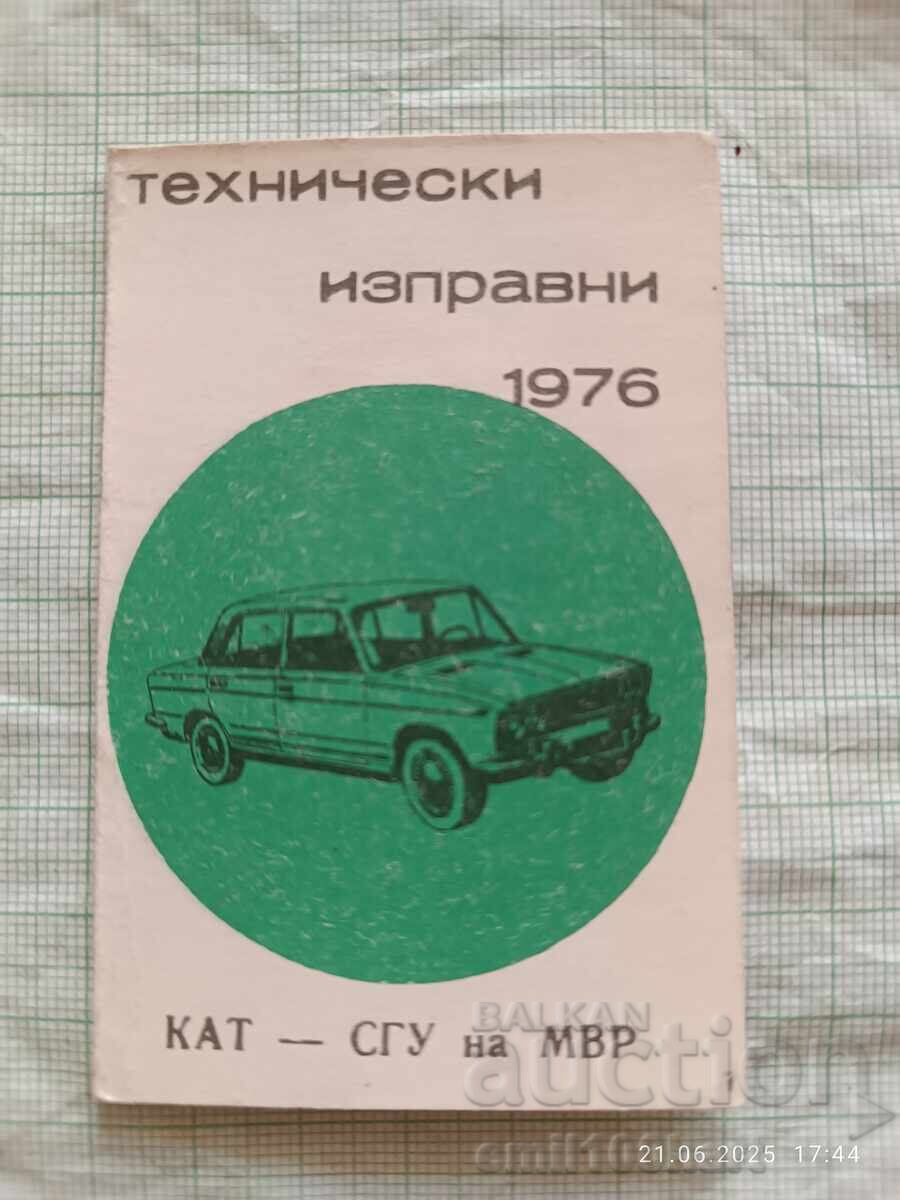 технически
изправни
1976
КАТ — СГУ на МВР
BALKAN
auction
21.06.2025 17:44